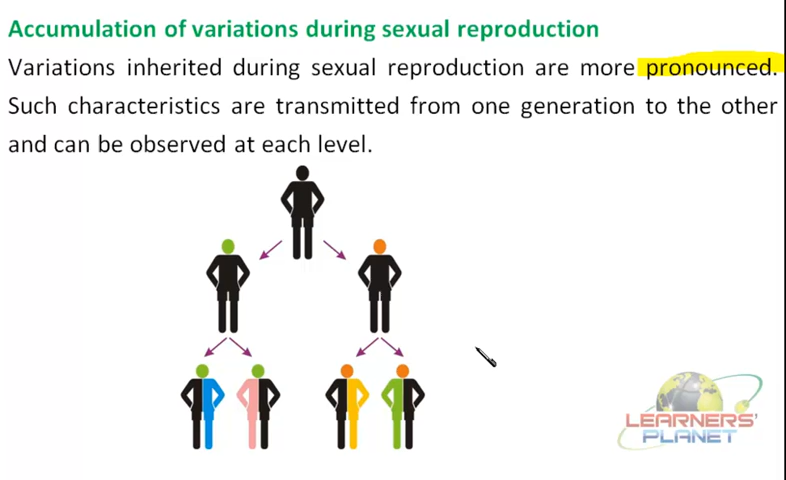 Accumulation of variations during sexual reproduction
Variations inherited during sexual reproduction are more pronounced.
Such characteristics are transmitted from one generation to the other
and can be observed at each level.
LEARNERS'
PLANET